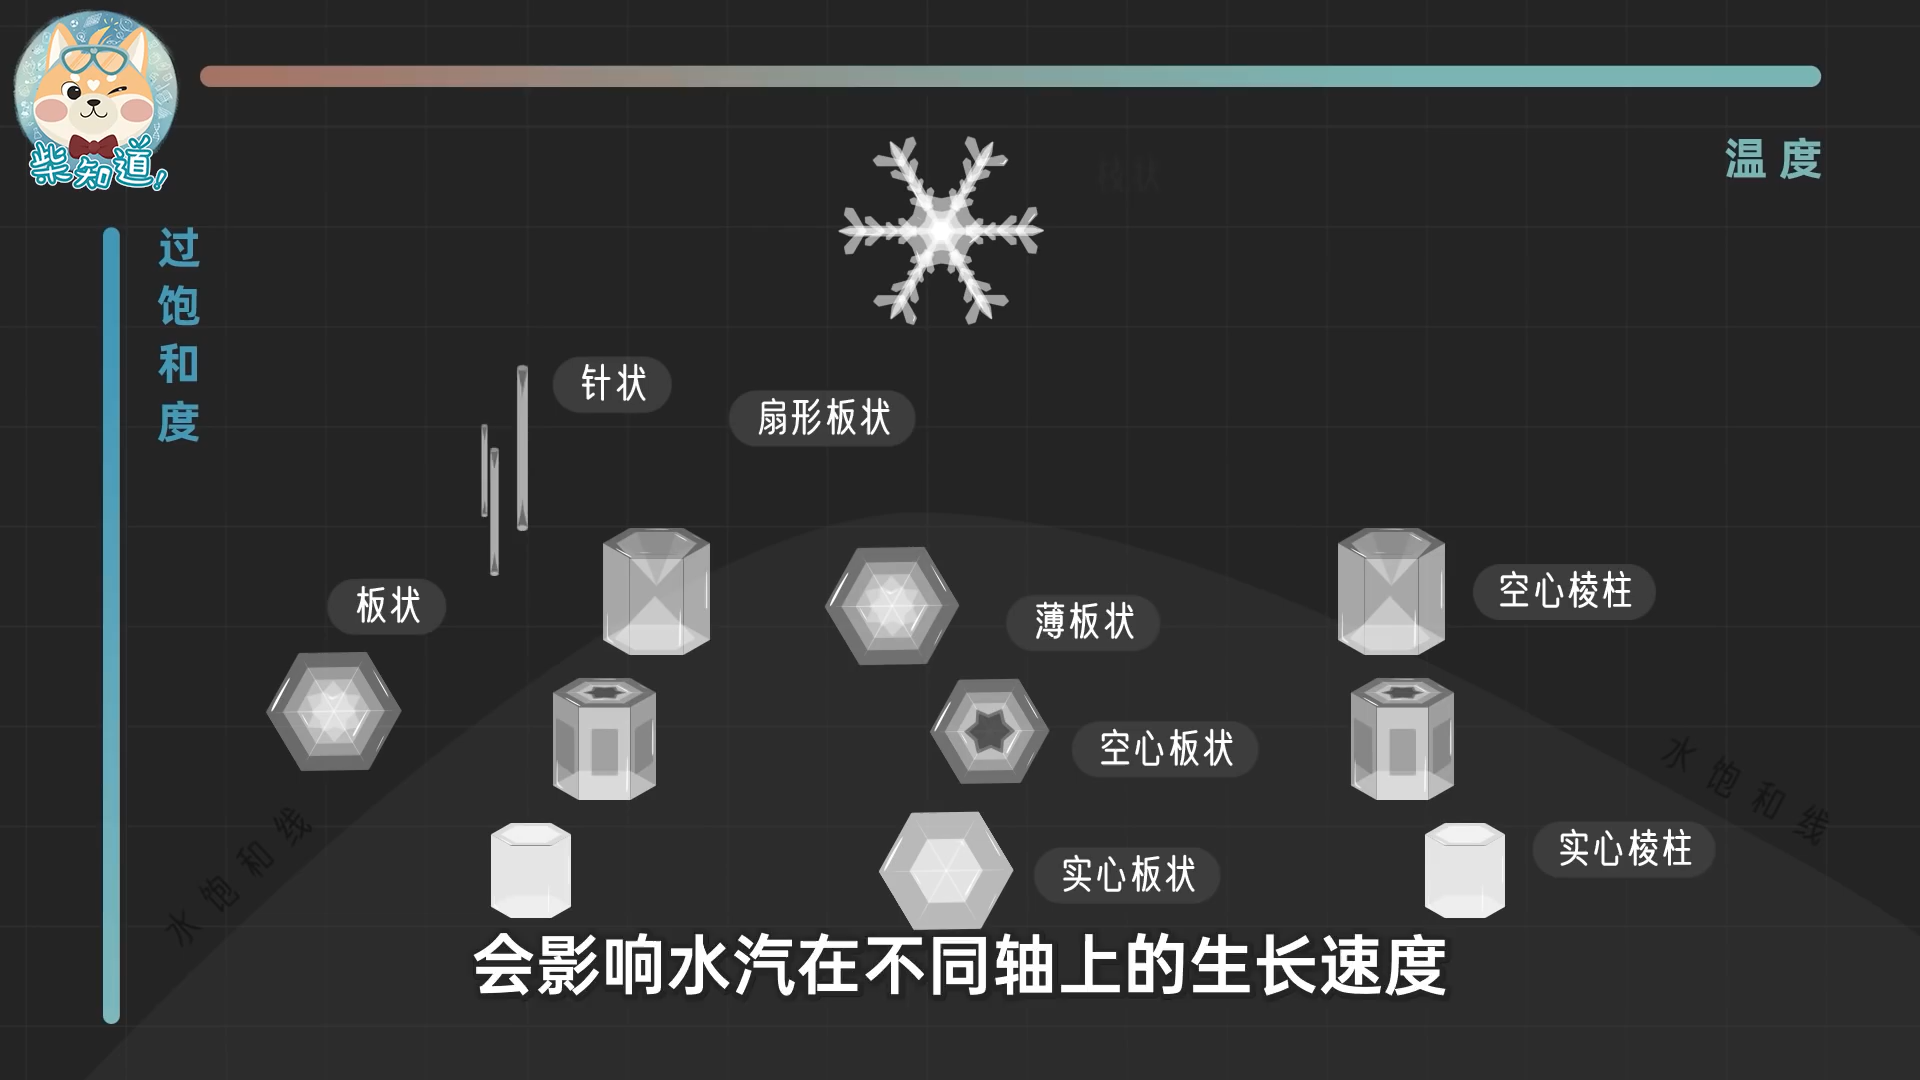 柴知道!
温度
过饱和度
针状
扇形板状
板状
薄板状
空心棱柱
空心板状
实心板状
实心棱柱
水饱和线
水饱和线
会影响水汽在不同轴上的生长速度